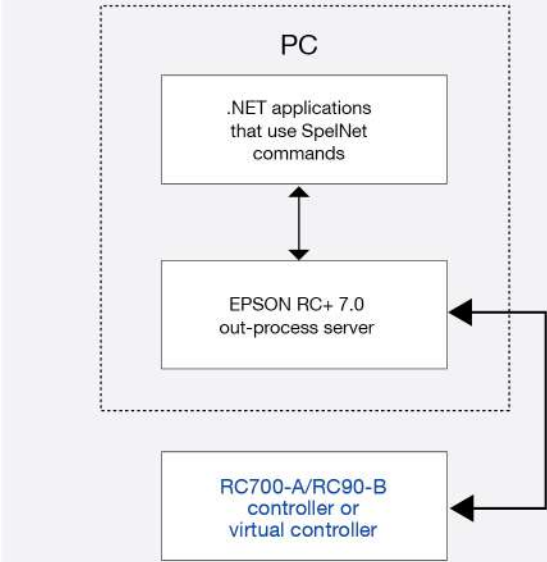 PC
.NET applications
that use SpelNet
commands
EPSON RC+ 7.0
out-process server
RC700-A/RC90-B
controller or
virtual controller